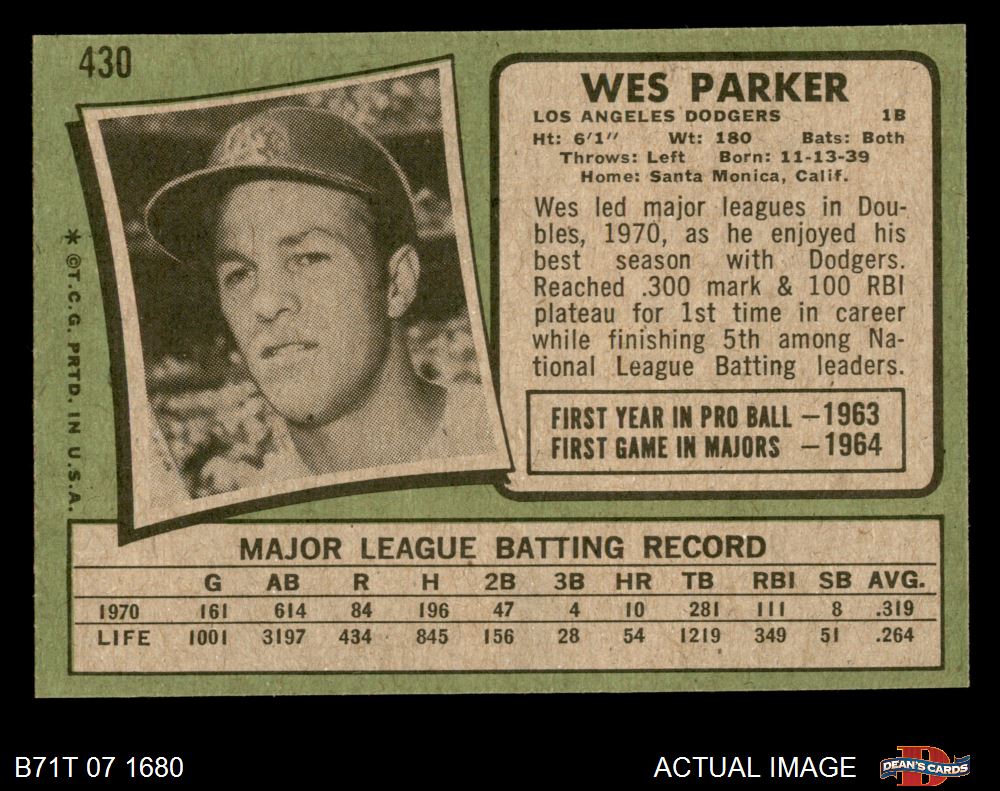 430
WES PARKER
LOS ANGELES DODGERS 1B
Ht: 6'1" Wt: 180 Bats: Both
Throws: Left Born: 11-13-39
Home: Santa Monica, Calif.
Wes led major leagues in Dou-
bles, 1970, as he enjoyed his
best season with Dodgers.
Reached .300 mark & 100 RBI
plateau for 1st time in career
while finishing 5th among Na-
tional League Batting leaders.
FIRST YEAR IN PRO BALL —1963
FIRST GAME IN MAJORS —1964
* ©T.C.G. PRTD. IN U.S.A.
MAJOR LEAGUE BATTING RECORD
G AB R H 2B 3B HR TB RBI SB AVG.
1970 161 614 84 196 47 4 10 281 111 8 .319
LIFE 1001 3197 434 845 156 28 54 1219 349 51 .264
B71T 07 1680
ACTUAL IMAGE
D
DEAN'S CARDS